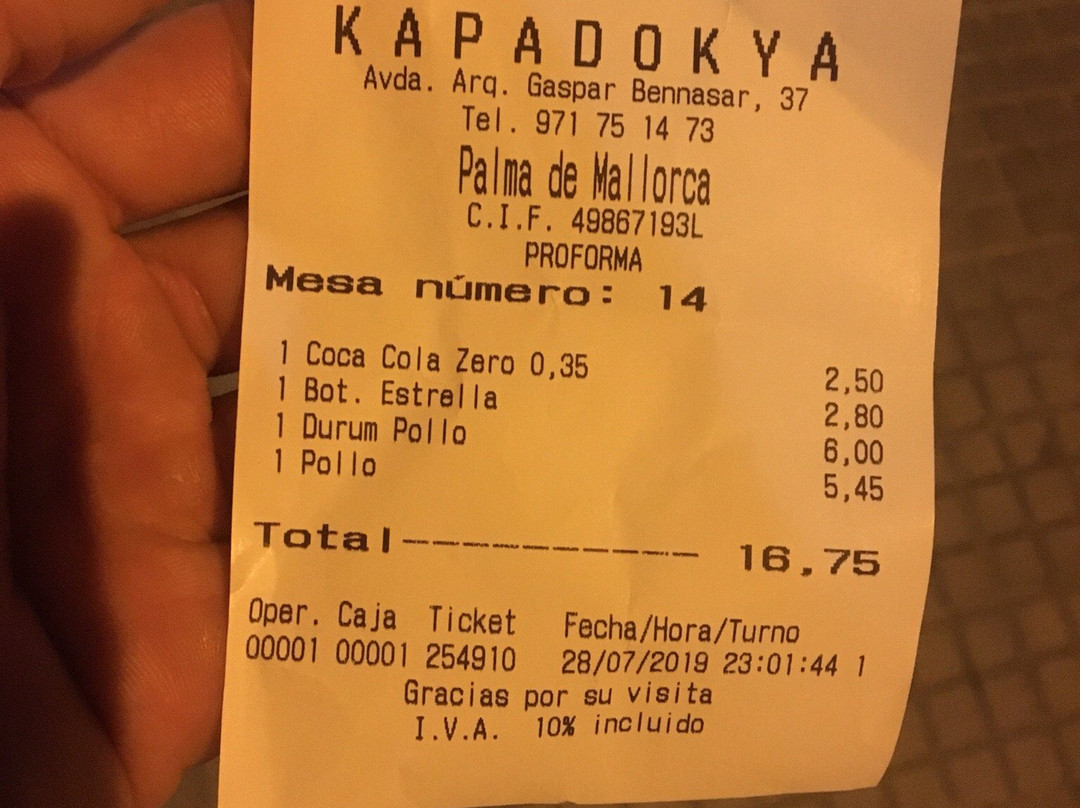 KAPADOKYA
Avda. Arq. Gaspar Bennasar, 37
Tel. 971 75 14 73
Palma de Mallorca
C.I.F. 49867193L
PROFORMA
Mesa número: 14
1 Coca Cola Zero 0,35 2,50
1 Bot. Estrella 2,80
1 Durum Pollo 6,00
1 Pollo 5,45
Total----------- 16,75
Oper. Caja Ticket Fecha/Hora/Turno
00001 00001 254910 28/07/2019 23:01:44 1
Gracias por su visita
I.V.A. 10% incluido